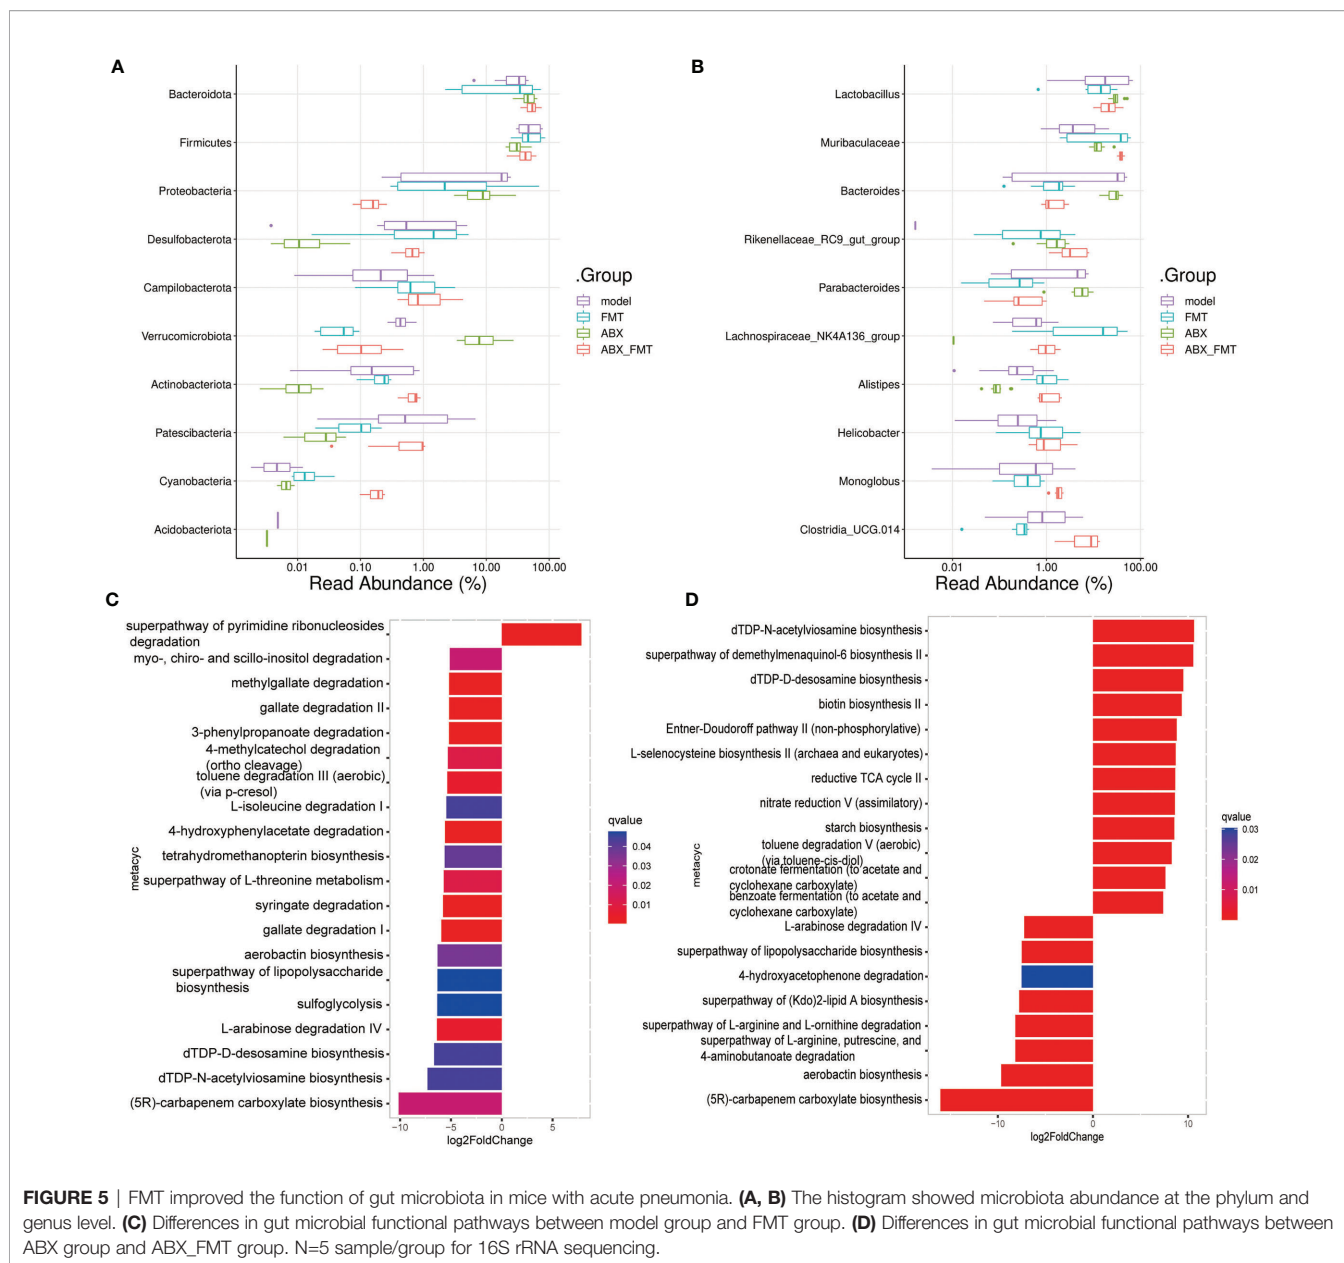 A
Bacteroidota
Firmicutes
Proteobacteria
Desulfobacterota
Campilobacterota
Verrucomicrobiota
Actinobacteriota
Patescibacteria
Cyanobacteria
Acidobacteriota
0.01 0.10 1.00 10.00 100.00
Read Abundance (%)
.Group
model
FMT
ABX
ABX_FMT
B
Lactobacillus
Muribaculaceae
Bacteroides
Rikenellaceae_RC9_gut_group
Parabacteroides
Lachnospiraceae_NK4A136_group
Alistipes
Helicobacter
Monoglobus
Clostridia_UCG.014
0.01 1.00 100.00
Read Abundance (%)
.Group
model
FMT
ABX
ABX_FMT
C
metacyc
superpathway of pyrimidine ribonucleosides
degradation
myo-, chiro- and scillo-inositol degradation
methylgallate degradation
gallate degradation II
3-phenylpropanoate degradation
4-methylcatechol degradation
(ortho cleavage)
toluene degradation III (aerobic)
(via p-cresol)
L-isoleucine degradation I
4-hydroxyphenylacetate degradation
tetrahydromethanopterin biosynthesis
superpathway of L-threonine metabolism
syringate degradation
gallate degradation I
aerobactin biosynthesis
superpathway of lipopolysaccharide
biosynthesis
sulfoglycolysis
L-arabinose degradation IV
dTDP-D-desosamine biosynthesis
dTDP-N-acetylviosamine biosynthesis
(5R)-carbapenem carboxylate biosynthesis
−10 −5 0 5
log2FoldChange
qvalue
0.04
0.03
0.02
0.01
D
metacyc
dTDP-N-acetylviosamine biosynthesis
superpathway of demethylmenaquinol-6 biosynthesis II
dTDP-D-desosamine biosynthesis
biotin biosynthesis II
Entner-Doudoroff pathway II (non-phosphorylative)
L-selenocysteine biosynthesis II (archaea and eukaryotes)
reductive TCA cycle II
nitrate reduction V (assimilatory)
starch biosynthesis
toluene degradation V (aerobic)
(via toluene-cis-diol)
crotonate fermentation (to acetate and
cyclohexane carboxylate)
benzoate fermentation (to acetate and
cyclohexane carboxylate)
L-arabinose degradation IV
superpathway of lipopolysaccharide biosynthesis
4-hydroxyacetophenone degradation
superpathway of (Kdo)2-lipid A biosynthesis
superpathway of L-arginine and L-ornithine degradation
superpathway of L-arginine, putrescine, and
4-aminobutanoate degradation
aerobactin biosynthesis
(5R)-carbapenem carboxylate biosynthesis
−10 0 10
log2FoldChange
qvalue
0.03
0.02
0.01
FIGURE 5 | FMT improved the function of gut microbiota in mice with acute pneumonia. (A, B) The histogram showed microbiota abundance at the phylum and
genus level. (C) Differences in gut microbial functional pathways between model group and FMT group. (D) Differences in gut microbial functional pathways between
ABX group and ABX_FMT group. N=5 sample/group for 16S rRNA sequencing.